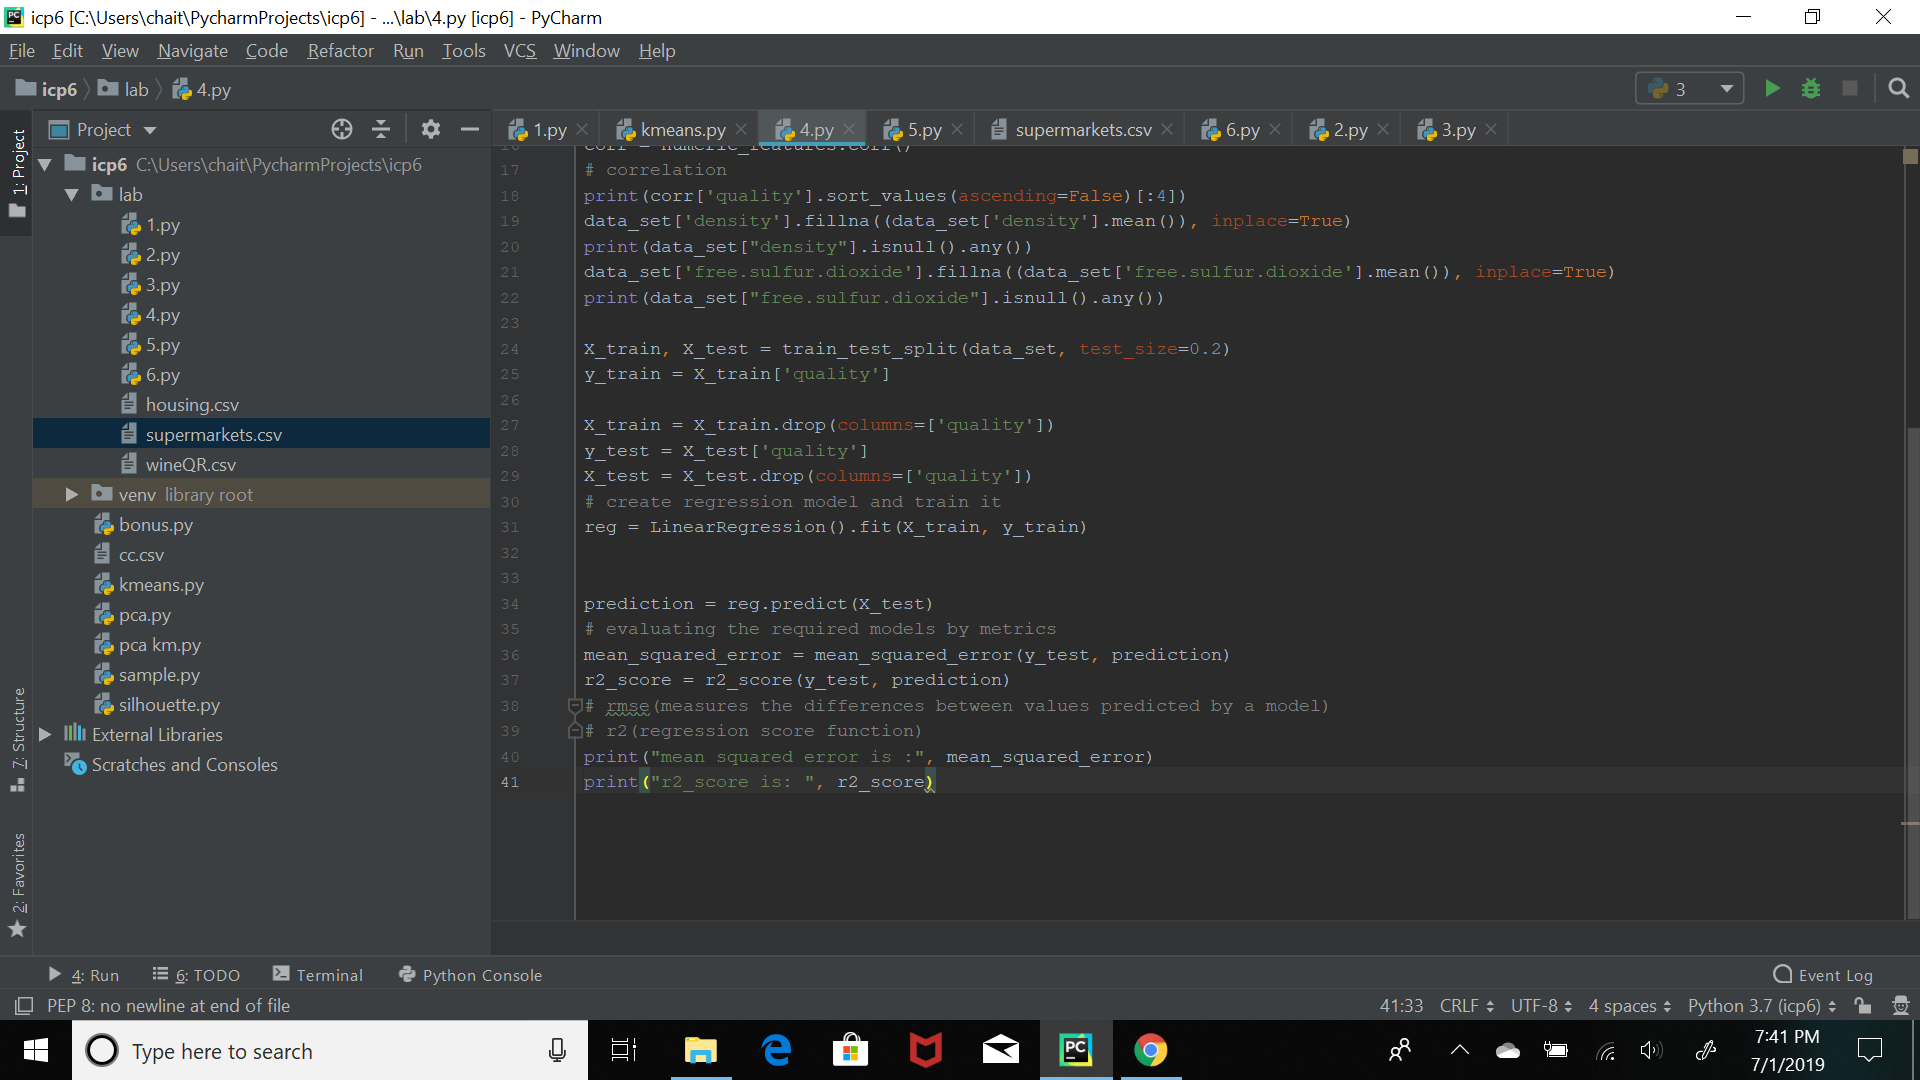 icp6 [C:\Users\chait\PycharmProjects\icp6] - ...\lab\4.py [icp6] - PyCharm
File Edit View Navigate Code Refactor Run Tools VCS Window Help
icp6 lab 4.py 3
Project
1.py kmeans.py 4.py 5.py supermarkets.csv 6.py 2.py 3.py
1: Project
7: Structure
2: Favorites
icp6 C:\Users\chait\PycharmProjects\icp6
lab
1.py
2.py
3.py
4.py
5.py
6.py
housing.csv
supermarkets.csv
wineQR.csv
venv library root
bonus.py
cc.csv
kmeans.py
pca.py
pca km.py
sample.py
silhouette.py
External Libraries
Scratches and Consoles
16 corr = numeric_features.corr()
17 # correlation
18 print(corr['quality'].sort_values(ascending=False)[:4])
19 data_set['density'].fillna((data_set['density'].mean()), inplace=True)
20 print(data_set["density"].isnull().any())
21 data_set['free.sulfur.dioxide'].fillna((data_set['free.sulfur.dioxide'].mean()), inplace=True)
22 print(data_set["free.sulfur.dioxide"].isnull().any())
23
24 X_train, X_test = train_test_split(data_set, test_size=0.2)
25 y_train = X_train['quality']
26
27 X_train = X_train.drop(columns=['quality'])
28 y_test = X_test['quality']
29 X_test = X_test.drop(columns=['quality'])
30 # create regression model and train it
31 reg = LinearRegression().fit(X_train, y_train)
32
33
34 prediction = reg.predict(X_test)
35 # evaluating the required models by metrics
36 mean_squared_error = mean_squared_error(y_test, prediction)
37 r2_score = r2_score(y_test, prediction)
38 # rmse(measures the differences between values predicted by a model)
39 # r2(regression score function)
40 print("mean squared error is :", mean_squared_error)
41 print("r2_score is: ", r2_score)
4: Run 6: TODO Terminal Python Console Event Log
PEP 8: no newline at end of file 41:33 CRLF UTF-8 4 spaces Python 3.7 (icp6)
Type here to search
7:41 PM
7/1/2019